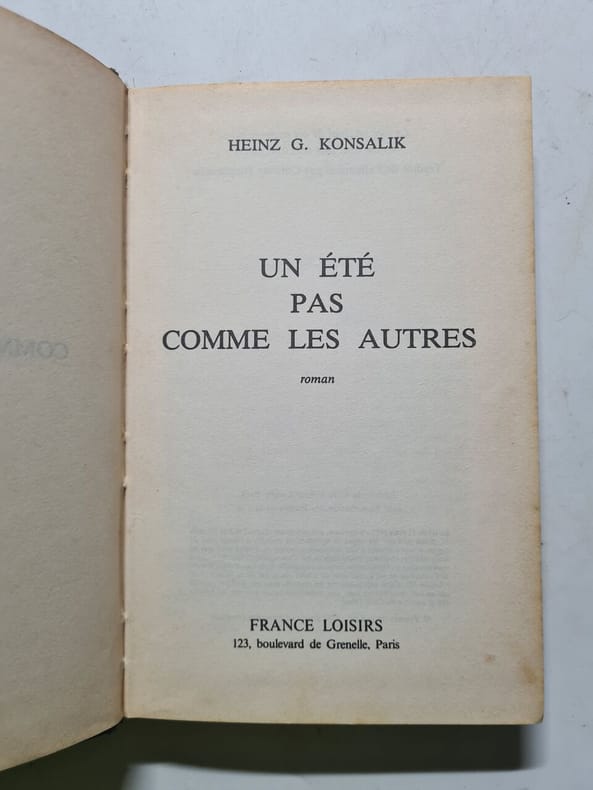 HEINZ G. KONSALIK
UN ÉTÉ
PAS
COMME LES AUTRES
roman
FRANCE LOISIRS
123, boulevard de Grenelle, Paris